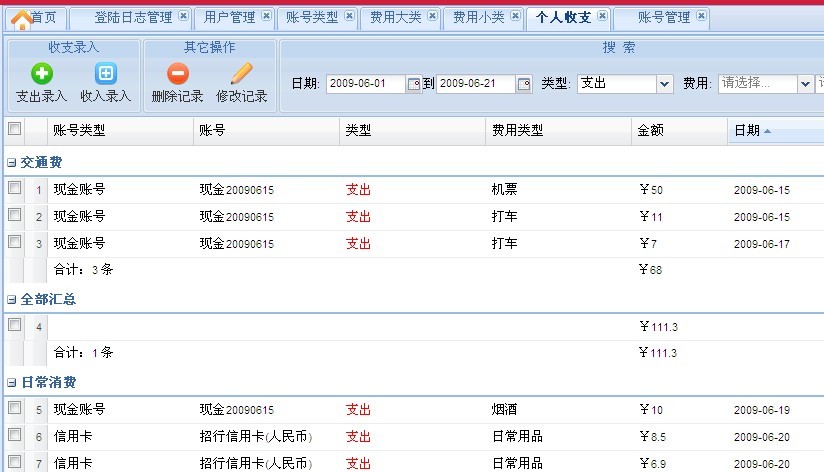 首页 登陆日志管理 用户管理 账号类型 费用大类 费用小类 个人收支 账号管理
收支录入 其它操作 搜 索
支出录入 收入录入 删除记录 修改记录 日期: 2009-06-01 到 2009-06-21 类型: 支出 费用: 请选择...
账号类型 账号 类型 费用类型 金额 日期
交通费
1 现金账号 现金20090615 支出 机票 ￥50 2009-06-15
2 现金账号 现金20090615 支出 打车 ￥11 2009-06-15
3 现金账号 现金20090615 支出 打车 ￥7 2009-06-17
合计: 3 条 ￥68
全部汇总
4 ￥111.3
合计: 1 条 ￥111.3
日常消费
5 现金账号 现金20090615 支出 烟酒 ￥10 2009-06-19
6 信用卡 招行信用卡(人民币) 支出 日常用品 ￥8.5 2009-06-20
7 信用卡 招行信用卡(人民币) 支出 日常用品 ￥6.9 2009-06-20